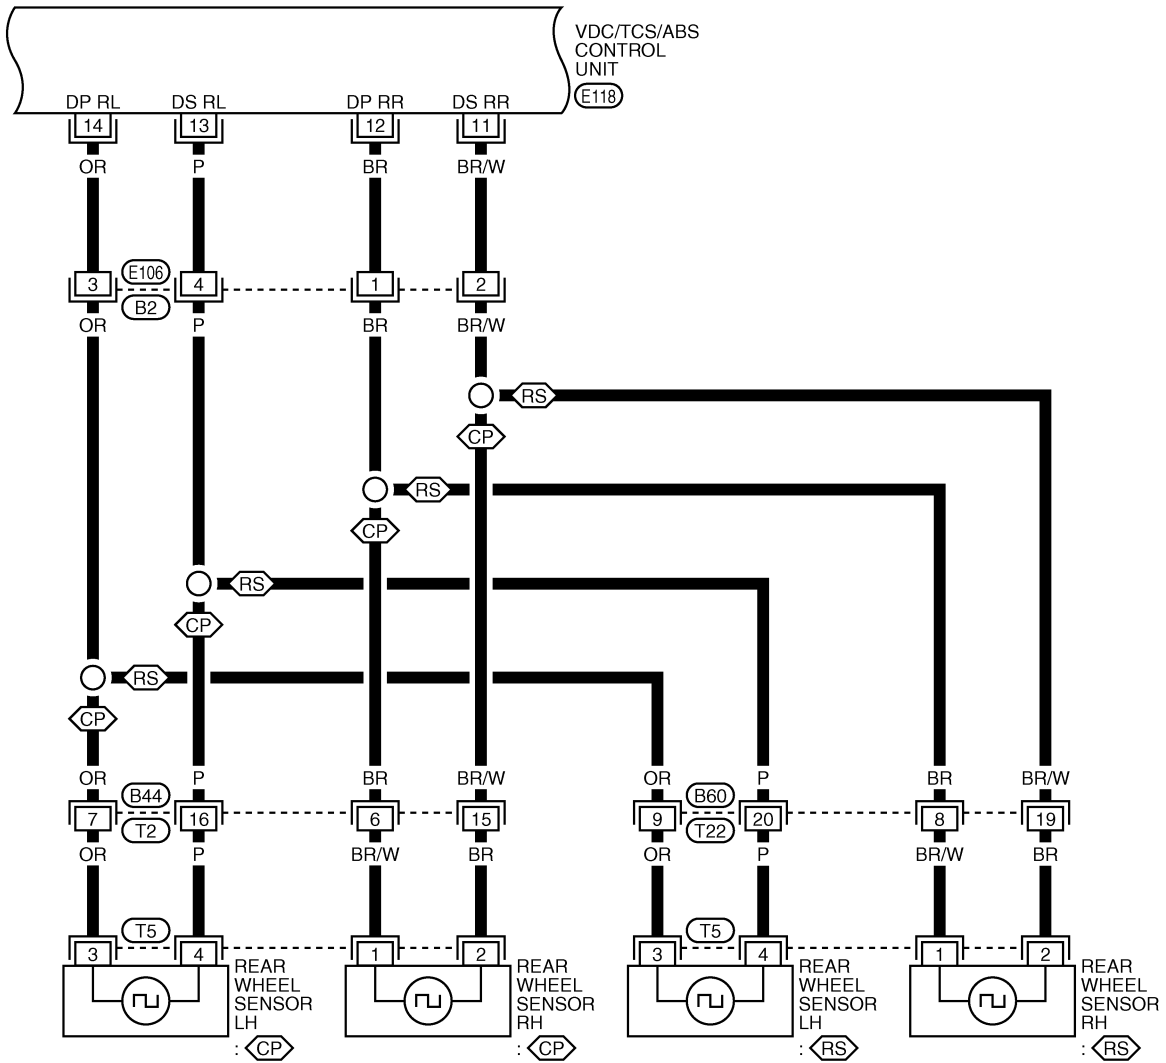 VDC/TCS/ABS
CONTROL
UNIT
E118
DP RL DS RL DP RR DS RR
14 13 12 11
OR P BR BR/W
3 E106 4 1 2
B2
OR P BR BR/W
RS
CP
RS
CP
RS
CP
RS
CP
OR P BR BR/W OR P BR BR/W
B44 B60
7 16 6 15 9 20 8 19
T2 T22
OR P BR/W BR OR P BR/W BR
T5 T5
3 4 1 2 3 4 1 2
REAR
WHEEL
SENSOR
LH
: CP
REAR
WHEEL
SENSOR
RH
: CP
REAR
WHEEL
SENSOR
LH
: RS
REAR
WHEEL
SENSOR
RH
: RS